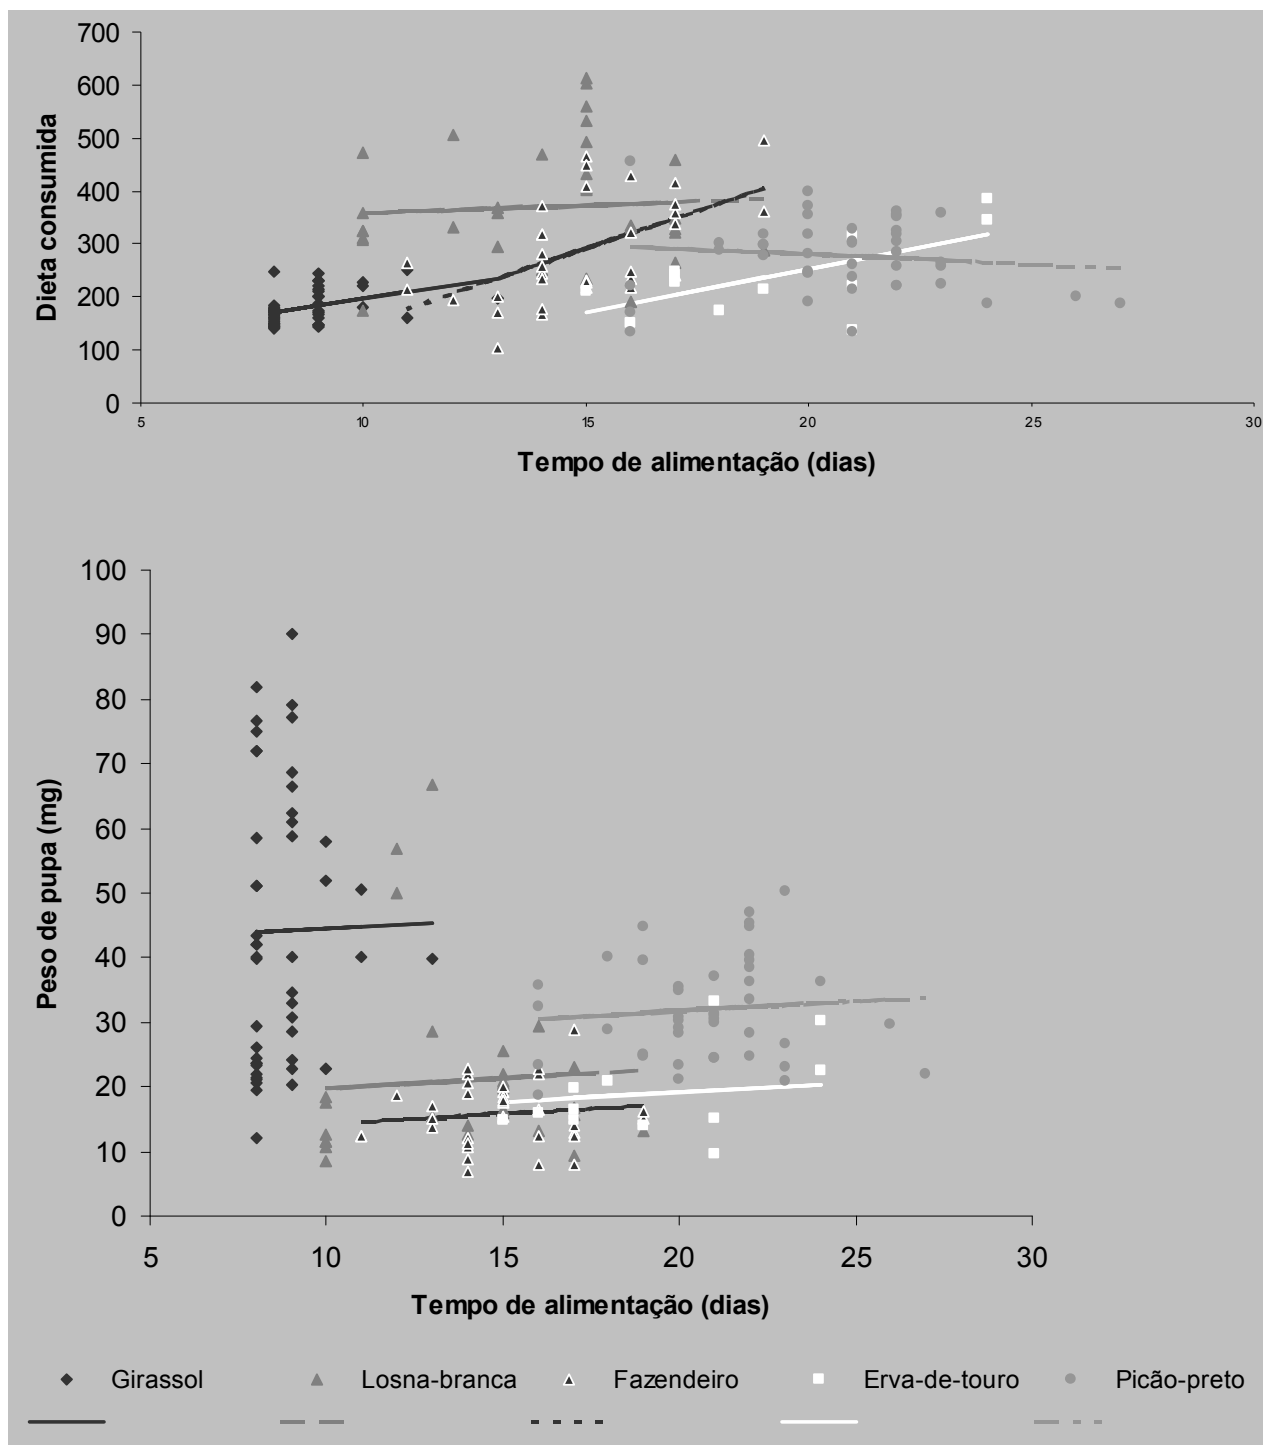 700
600
500
400
300
200
100
0
Dieta consumida
5 10 15 20 25 30
Tempo de alimentação (dias)
100
90
80
70
60
50
40
30
20
10
0
Peso de pupa (mg)
5 10 15 20 25 30
Tempo de alimentação (dias)
Girassol Losna-branca Fazendeiro Erva-de-touro Picão-preto